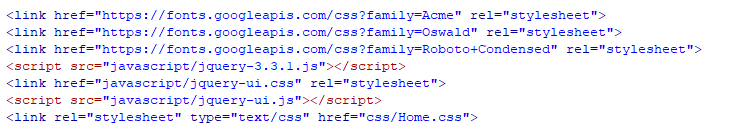 <link href="https://fonts.googleapis.com/css?family=Acme" rel="stylesheet">
<link href="https://fonts.googleapis.com/css?family=Oswald" rel="stylesheet">
<link href="https://fonts.googleapis.com/css?family=Roboto+Condensed" rel="stylesheet">
<script src="javascript/jquery-3.3.1.js"></script>
<link href="javascript/jquery-ui.css" rel="stylesheet">
<script src="javascript/jquery-ui.js"></script>
<link rel="stylesheet" type="text/css" href="css/Home.css">